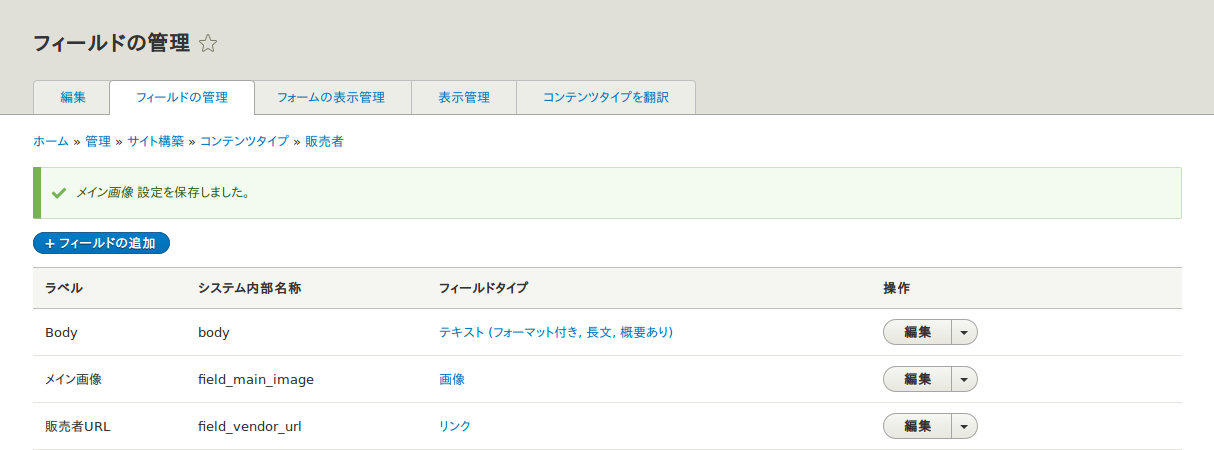 フィールドの管理
編集 フィールドの管理 フォームの表示管理 表示管理 コンテンツタイプを翻訳
ホーム » 管理 » サイト構築 » コンテンツタイプ » 販売者
メイン画像 設定を保存しました。
+ フィールドの追加
ラベル システム内部名称 フィールドタイプ 操作
Body body テキスト (フォーマット付き, 長文, 概要あり) 編集
メイン画像 field_main_image 画像 編集
販売者URL field_vendor_url リンク 編集